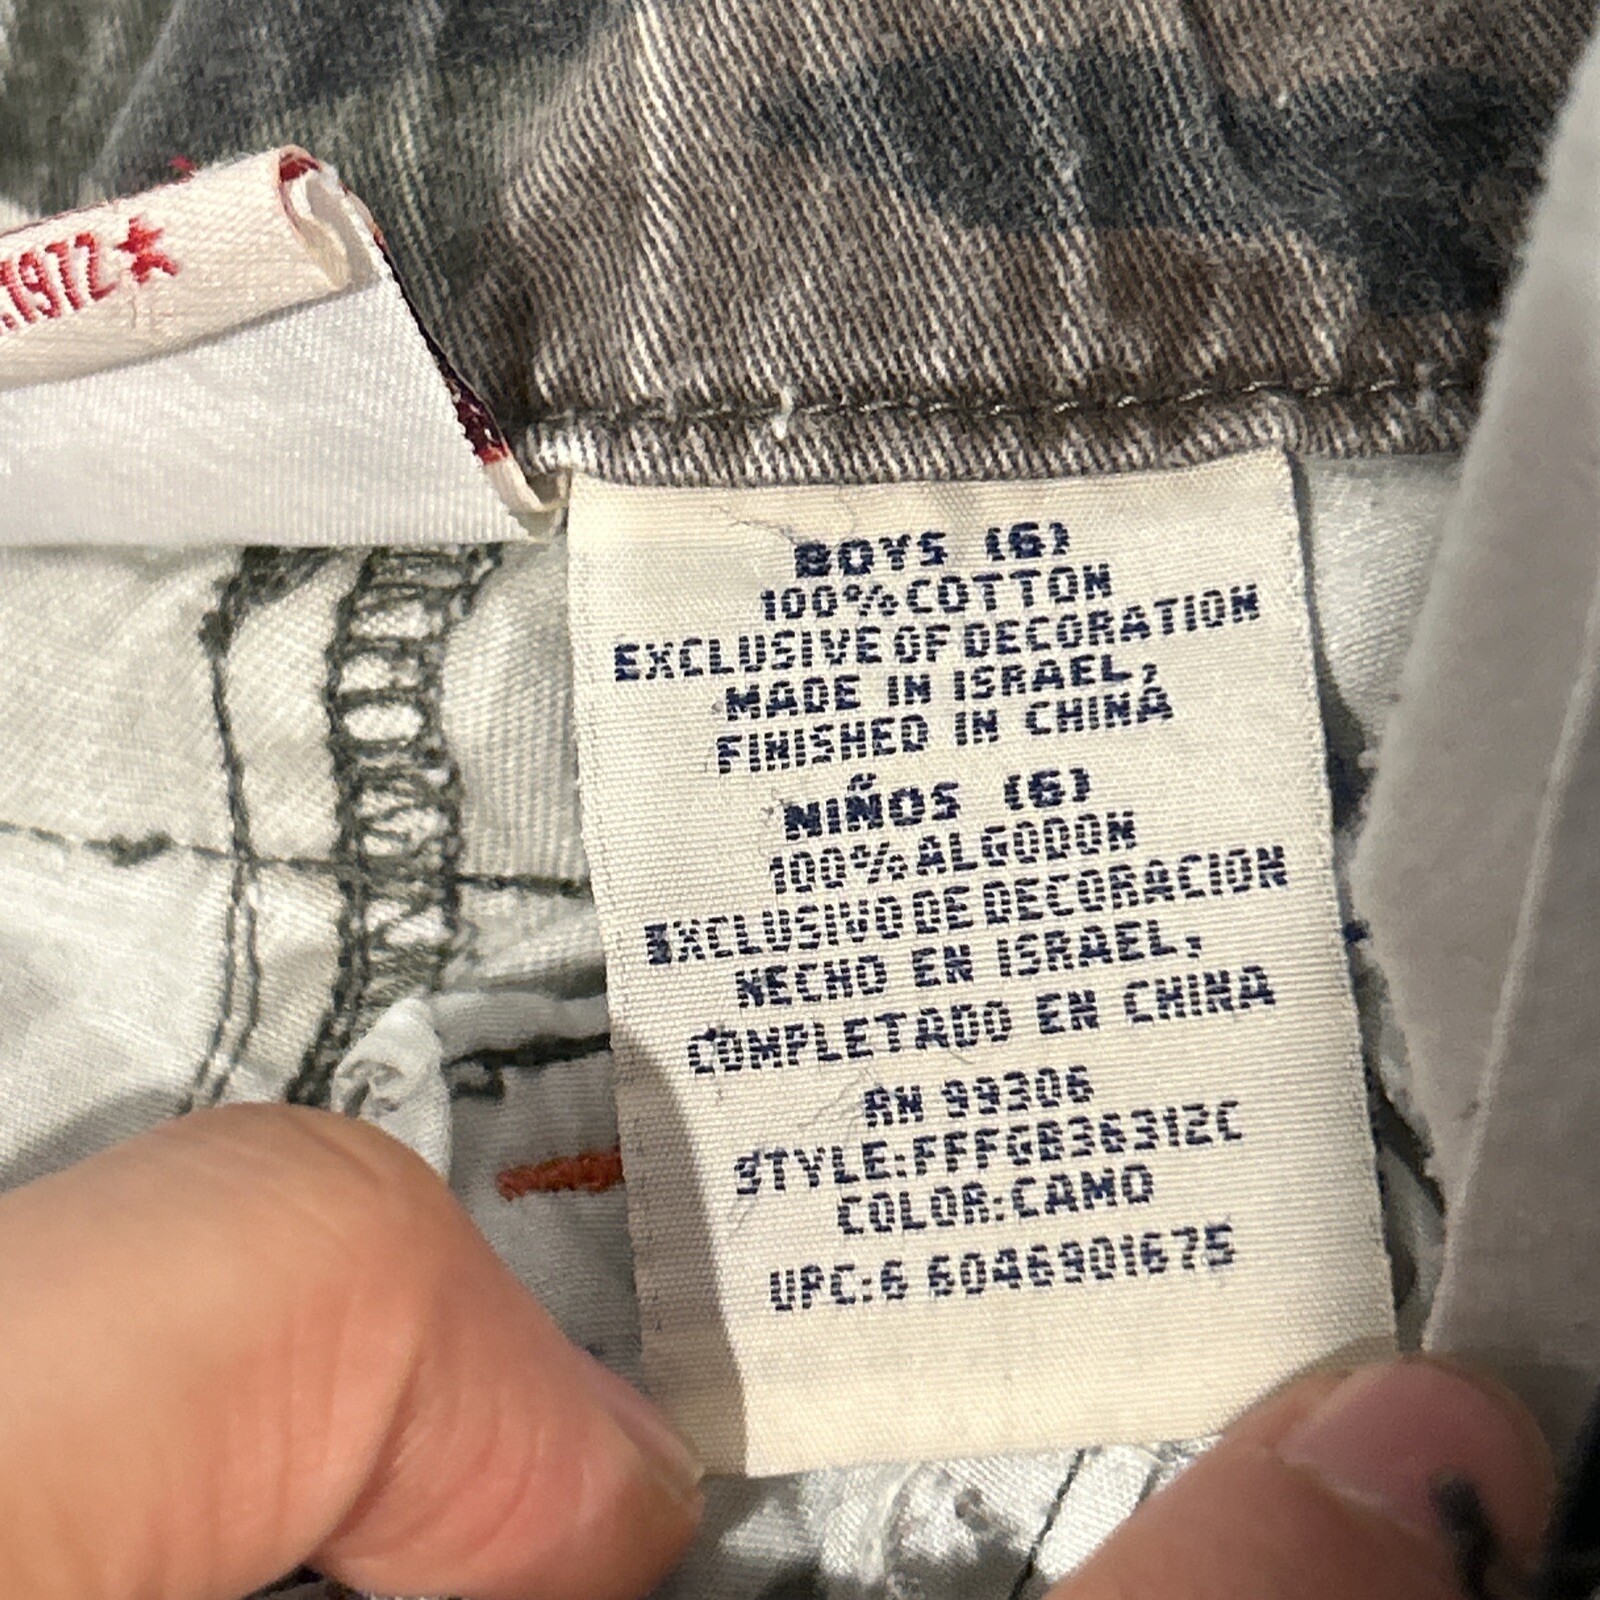 .1972★
BOYS (6)
100% COTTON
EXCLUSIVE OF DECORATION
MADE IN ISRAEL,
FINISHED IN CHINA
NIÑOS (6)
100% ALGODON
EXCLUSIVO DE DECORACION
HECHO EN ISRAEL,
COMPLETADO EN CHINA
RN 99306
STYLE:FFFGB36312C
COLOR:CAMO
UPC:6 6046901675